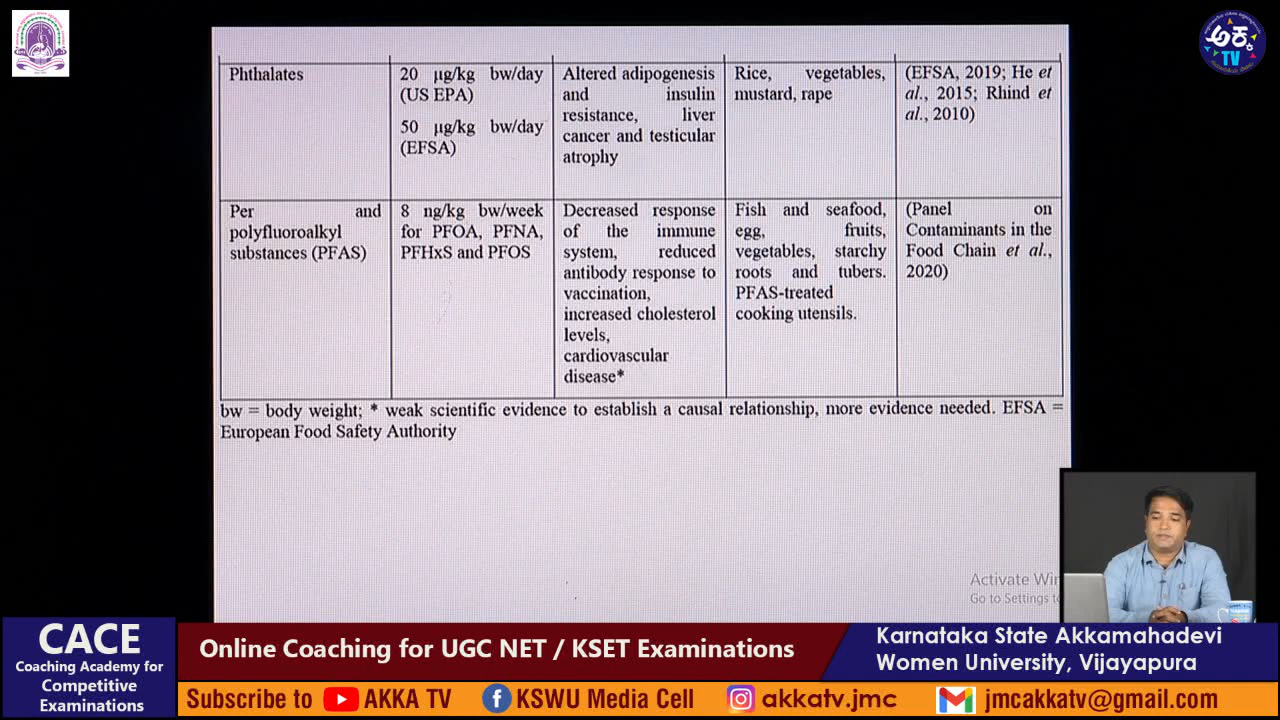 ಅಕ್ಕ
TV
Phthalates
20 μg/kg bw/day
(US EPA)
50 μg/kg bw/day
(EFSA)
Altered adipogenesis
and insulin
resistance, liver
cancer and testicular
atrophy
Rice, vegetables,
mustard, rape
(EFSA, 2019; He et
al., 2015; Rhind et
al., 2010)
Per and
polyfluoroalkyl
substances (PFAS)
8 ng/kg bw/week
for PFOA, PFNA,
PFHxS and PFOS
Decreased response
of the immune
system, reduced
antibody response to
vaccination,
increased cholesterol
levels,
cardiovascular
disease*
Fish and seafood,
egg, fruits,
vegetables, starchy
roots and tubers.
PFAS-treated
cooking utensils.
(Panel on
Contaminants in the
Food Chain et al.,
2020)
bw = body weight; * weak scientific evidence to establish a causal relationship, more evidence needed. EFSA =
European Food Safety Authority
Activate Wi
Go to Settings t
CACE
Coaching Academy for
Competitive
Examinations
Online Coaching for UGC NET / KSET Examinations
Karnataka State Akkamahadevi
Women University, Vijayapura
Subscribe to AKKA TV KSWU Media Cell akkatv.jmc jmcakkatv@gmail.com